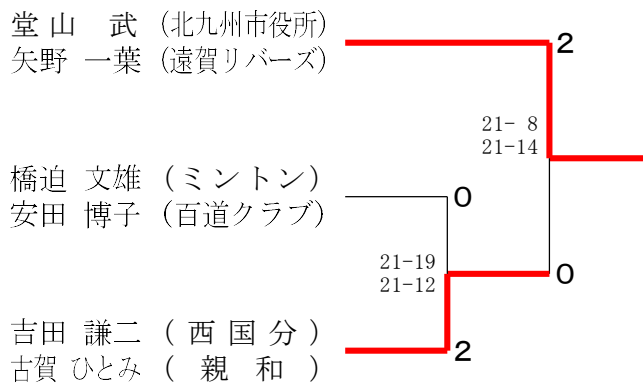 堂山 武 (北九州市役所)
矢野 一葉 (遠賀リバーズ)
2
21- 8
21-14
橋迫 文雄 (ミントン)
安田 博子 (百道クラブ)
0
21-19
21-12
0
吉田 謙二 (西国分)
古賀 ひとみ (親和)
2